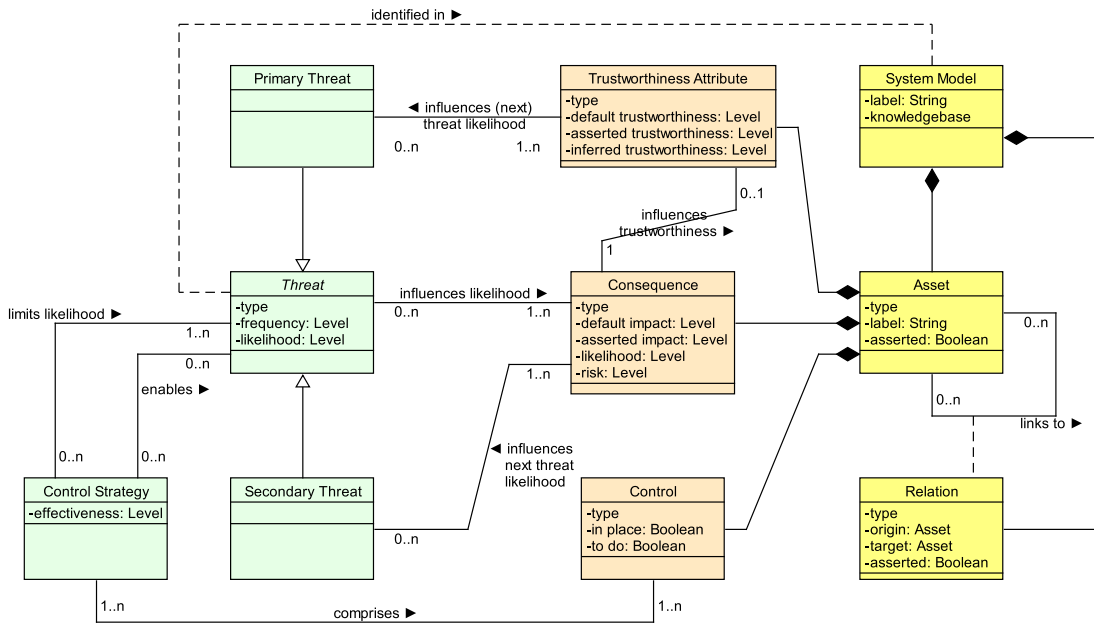 identified in ►
Primary Threat
Trustworthiness Attribute
-type
-default trustworthiness: Level
-asserted trustworthiness: Level
-inferred trustworthiness: Level
System Model
-label: String
-knowledgebase
◄ influences (next)
threat likelihood
0..n
1..n
0..1
influences
trustworthiness ►
1
Threat
-type
-frequency: Level
-likelihood: Level
influences likelihood ►
0..n
1..n
Consequence
-type
-default impact: Level
-asserted impact: Level
-likelihood: Level
-risk: Level
Asset
-type
-label: String
-asserted: Boolean
0..n
0..n
links to ►
limits likelihood ►
1..n
0..n
enables ►
0..n
0..n
1..n
◄ influences
next threat
likelihood
0..n
Control Strategy
-effectiveness: Level
Secondary Threat
Control
-type
-in place: Boolean
-to do: Boolean
Relation
-type
-origin: Asset
-target: Asset
-asserted: Boolean
1..n
comprises ►
1..n